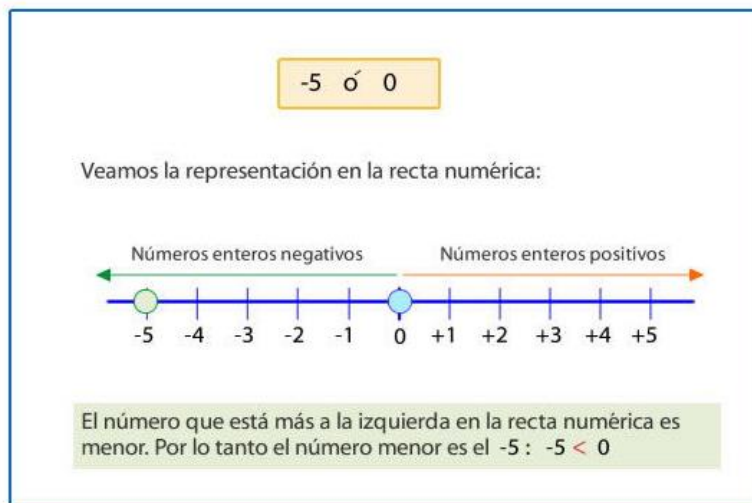 -5 ó 0
Veamos la representación en la recta numérica:
Números enteros negativos Números enteros positivos
-5 -4 -3 -2 -1 0 +1 +2 +3 +4 +5
El número que está más a la izquierda en la recta numérica es
menor. Por lo tanto el número menor es el -5 : -5 < 0